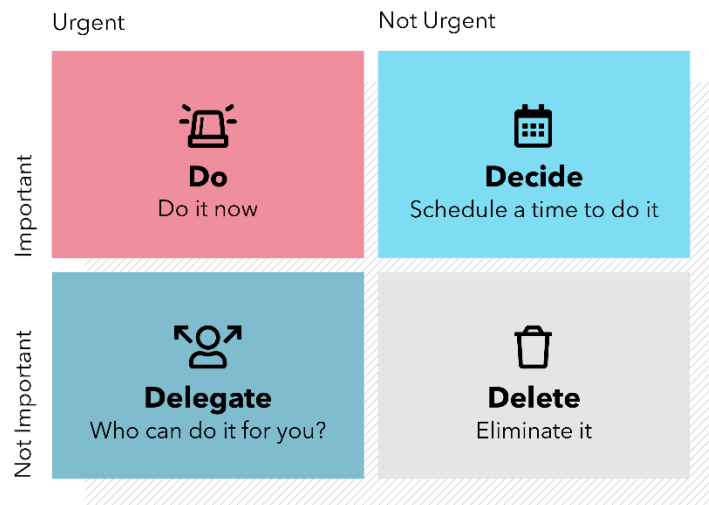 Urgent
Not Urgent
Important
Do
Do it now
Decide
Schedule a time to do it
Not Important
Delegate
Who can do it for you?
Delete
Eliminate it